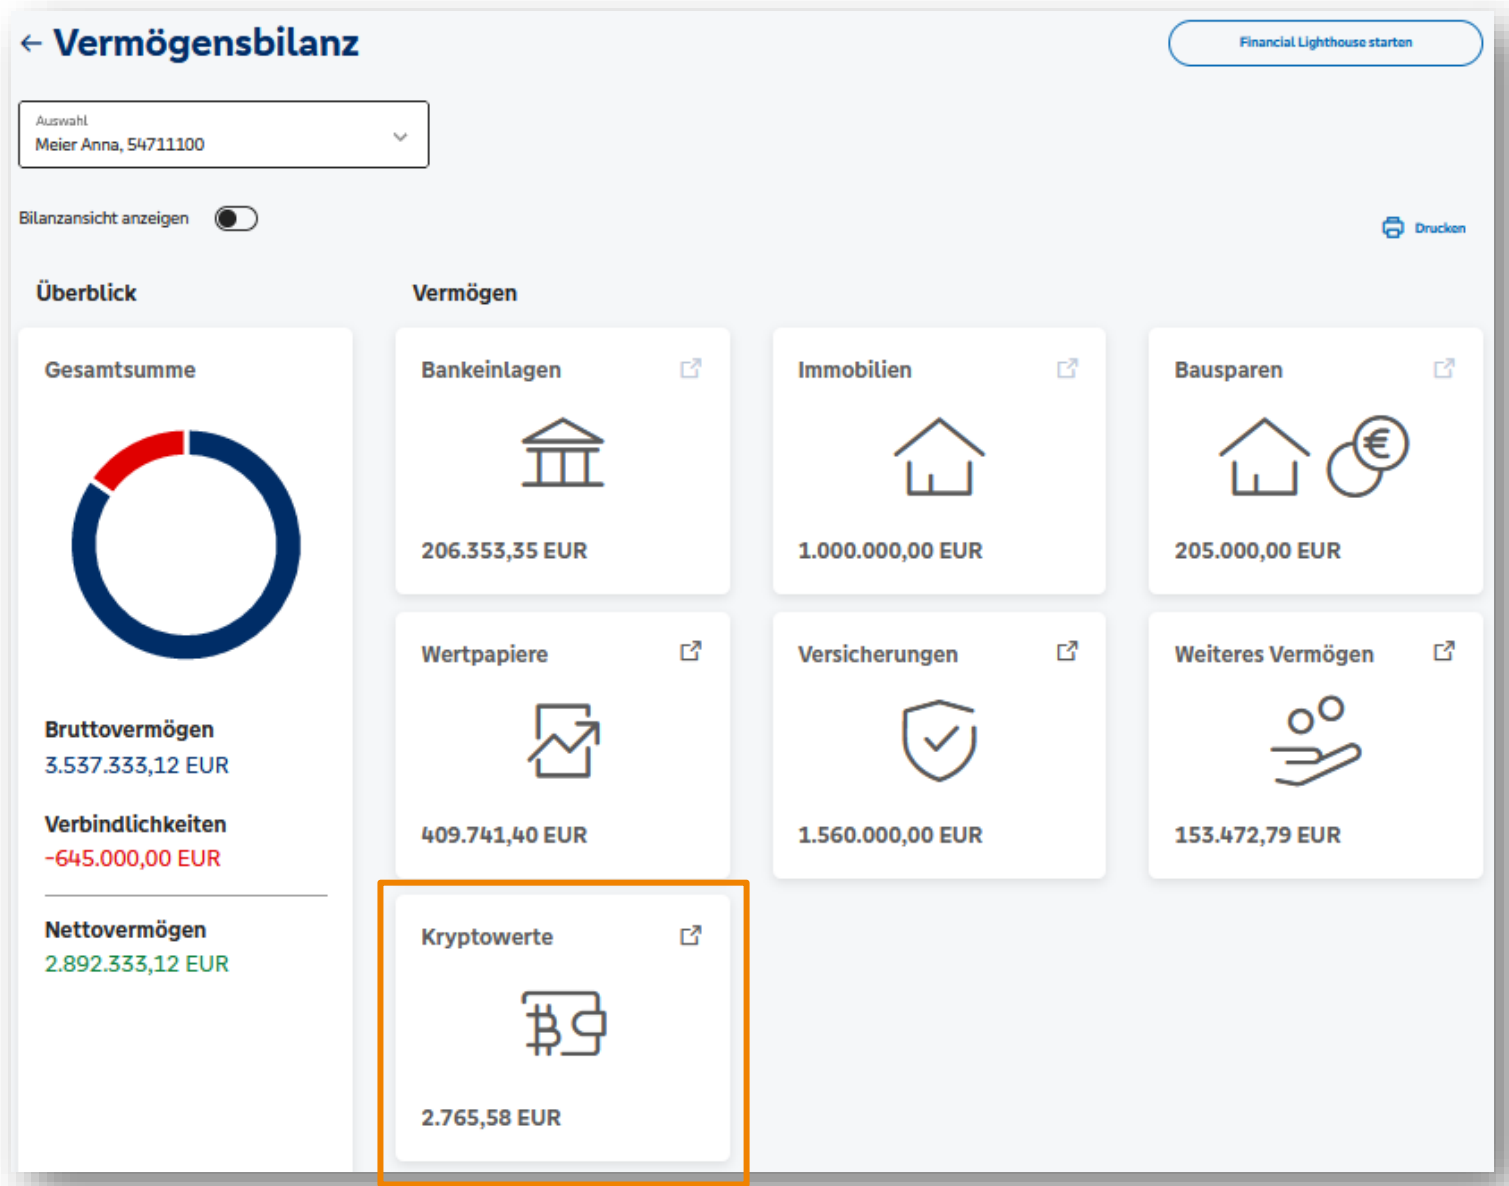 ← Vermögensbilanz
Financial Lighthouse starten
Auswahl
Meier Anna, 54711100
Bilanzansicht anzeigen
Drucken
Überblick
Vermögen
Gesamtsumme
Bruttovermögen
3.537.333,12 EUR
Verbindlichkeiten
-645.000,00 EUR
Nettovermögen
2.892.333,12 EUR
Bankeinlagen
206.353,35 EUR
Immobilien
1.000.000,00 EUR
Bausparen
€
205.000,00 EUR
Wertpapiere
409.741,40 EUR
Versicherungen
1.560.000,00 EUR
Weiteres Vermögen
153.472,79 EUR
Kryptowerte
2.765,58 EUR